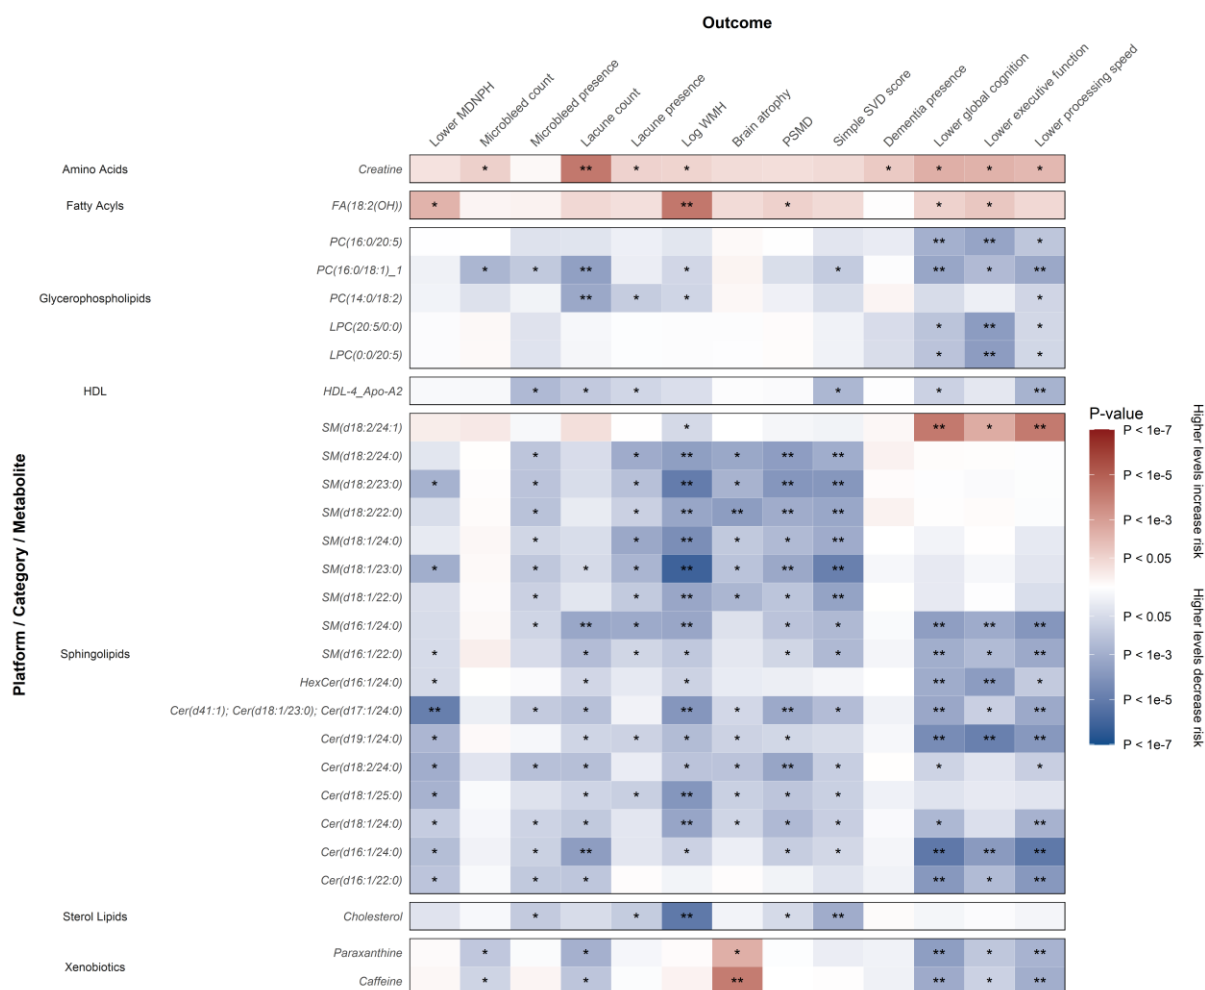 Outcome
Lower MDNPH
Microbleed count
Microbleed presence
Lacune count
Lacune presence
Log WMH
Brain atrophy
PSMD
Simple SVD score
Dementia presence
Lower global cognition
Lower executive function
Lower processing speed
Platform / Category / Metabolite
Amino Acids
Creatine
* ** * * * * * *
Fatty Acyls
FA(18:2(OH))
* ** * * *
Glycerophospholipids
PC(16:0/20:5)
** ** *
PC(16:0/18:1)_1
* * ** * * ** * **
PC(14:0/18:2)
** * * *
LPC(20:5/0:0)
* ** *
LPC(0:0/20:5)
* ** *
HDL
HDL-4_Apo-A2
* * * * * **
Sphingolipids
SM(d18:2/24:1)
* ** * **
SM(d18:2/24:0)
* * ** * ** **
SM(d18:2/23:0)
* * * ** * ** **
SM(d18:2/22:0)
* * ** ** ** **
SM(d18:1/24:0)
* * ** * * **
SM(d18:1/23:0)
* * * * ** * ** **
SM(d18:1/22:0)
* * ** * * **
SM(d16:1/24:0)
* ** * ** * * ** ** **
SM(d16:1/22:0)
* * * * * * ** * **
HexCer(d16:1/24:0)
* * * ** ** *
Cer(d41:1); Cer(d18:1/23:0); Cer(d17:1/24:0)
** * * ** * ** * ** * **
Cer(d19:1/24:0)
* * * * * * ** ** **
Cer(d18:2/24:0)
* * * * * ** * * *
Cer(d18:1/25:0)
* * * ** * * *
Cer(d18:1/24:0)
* * * ** * * * * **
Cer(d16:1/24:0)
* * ** * * * ** ** **
Cer(d16:1/22:0)
* * * ** * **
Sterol Lipids
Cholesterol
* * ** * **
Xenobiotics
Paraxanthine
* * * ** * **
Caffeine
* * ** ** * **
P-value
P < 1e-7
P < 1e-5
P < 1e-3
P < 0.05
P < 0.05
P < 1e-3
P < 1e-5
P < 1e-7
Higher levels increase risk
Higher levels decrease risk